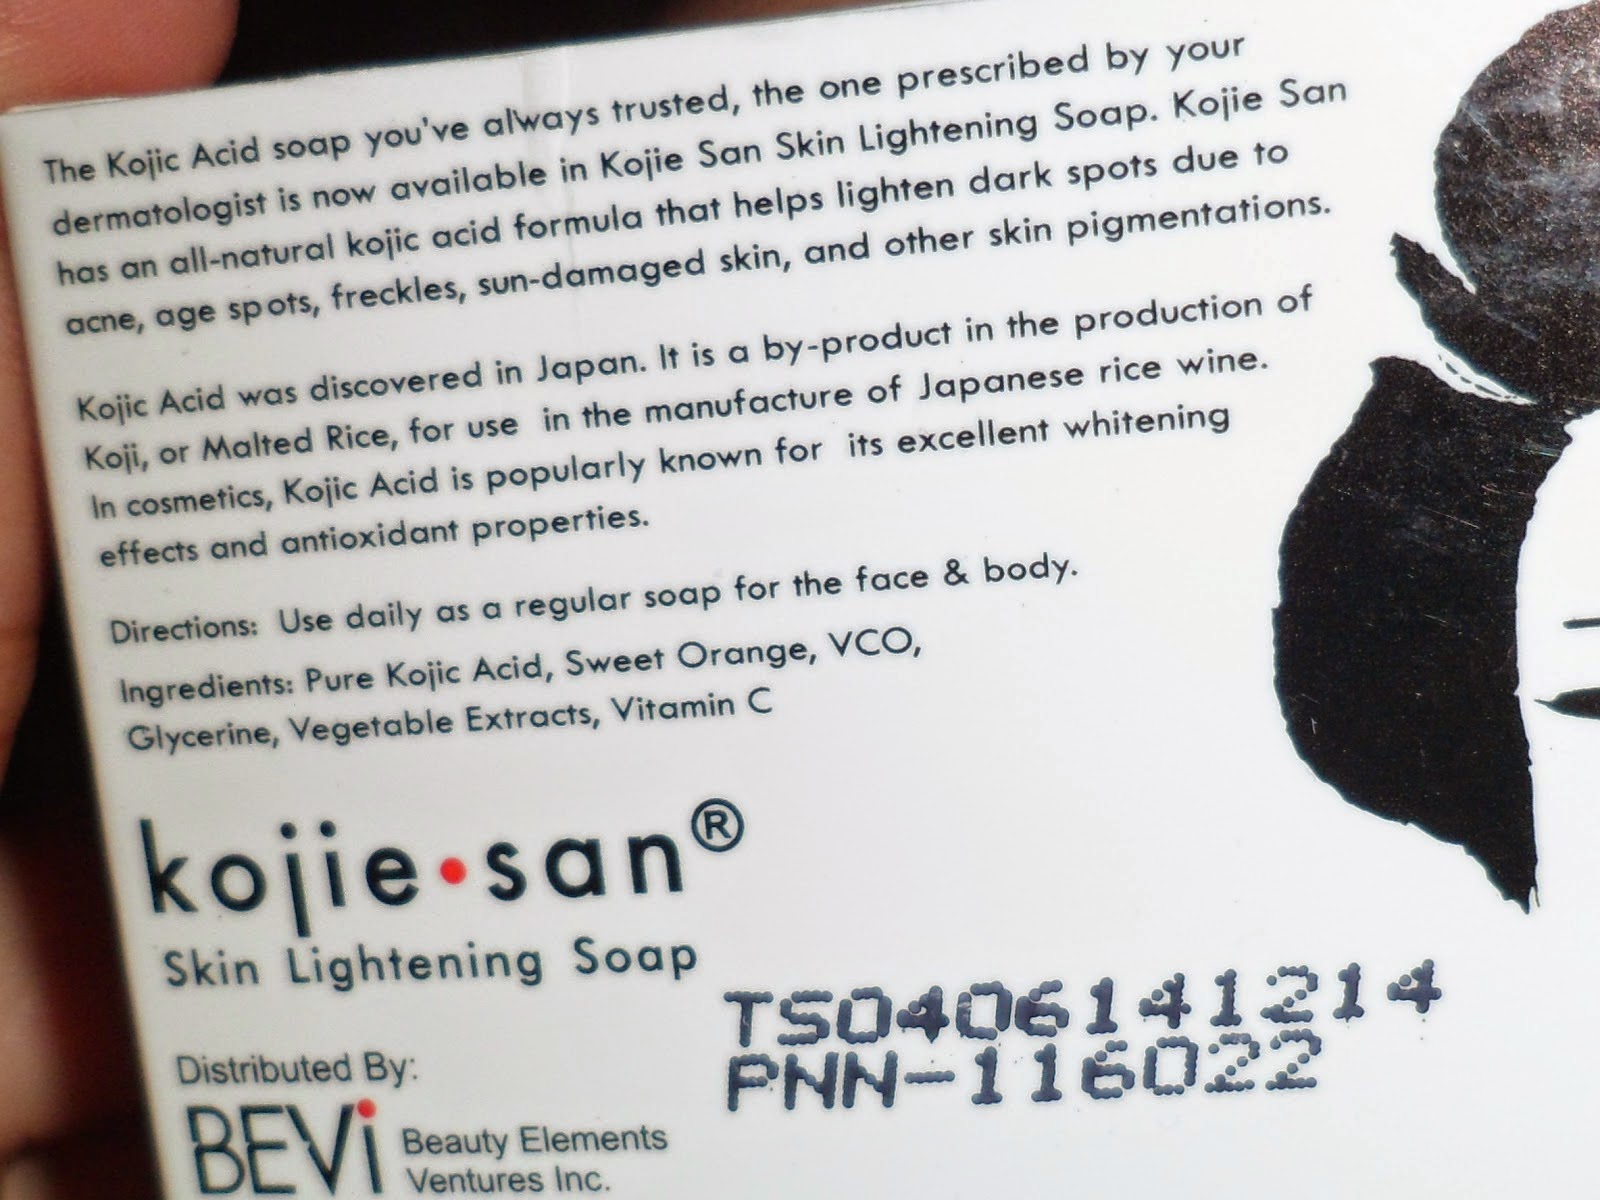 The Kojic Acid soap you've always trusted, the one prescribed by your
dermatologist is now available in Kojie San Skin Lightening Soap. Kojie San
has an all-natural kojic acid formula that helps lighten dark spots due to
acne, age spots, freckles, sun-damaged skin, and other skin pigmentations.
Kojic Acid was discovered in Japan. It is a by-product in the production of
Koji, or Malted Rice, for use in the manufacture of Japanese rice wine.
In cosmetics, Kojic Acid is popularly known for its excellent whitening
effects and antioxidant properties.
Directions: Use daily as a regular soap for the face & body.
Ingredients: Pure Kojic Acid, Sweet Orange, VCO,
Glycerine, Vegetable Extracts, Vitamin C
kojie•san®
Skin Lightening Soap
TS0406141214
PNN-116022
Distributed By:
BEVi
Beauty Elements
Ventures Inc.